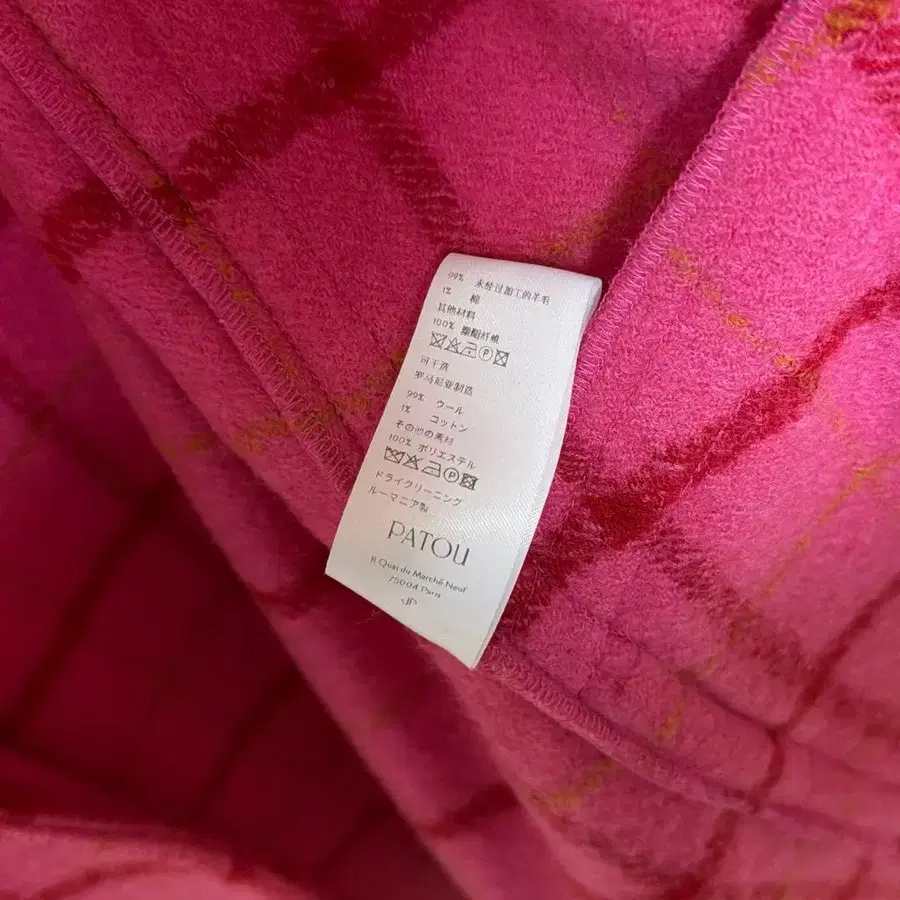 99% 未经过加工的羊毛
1% 棉
其他材料
100% 聚酯纤维
可干洗
罗马尼亚制造
99% ウール
1% コットン
その他の素材
100% ポリエステル
ドライクリーニング
ルーマニア製
PATOU
8 Quai du Marché Neuf
75004 Paris
JP